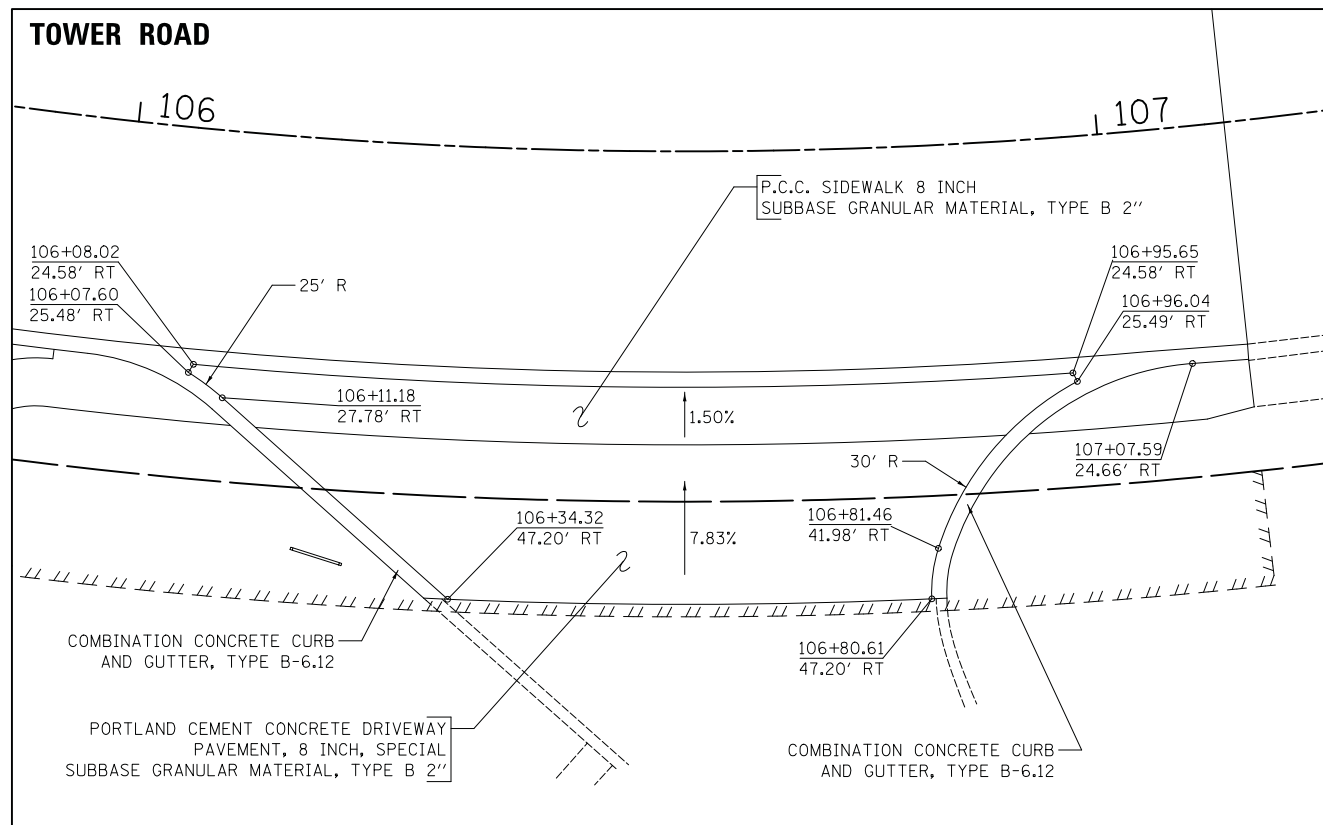 TOWER ROAD
106
107
P.C.C. SIDEWALK 8 INCH
SUBBASE GRANULAR MATERIAL, TYPE B 2''
106+08.02
24.58' RT
106+07.60
25.48' RT
25' R
106+95.65
24.58' RT
106+96.04
25.49' RT
106+11.18
27.78' RT
1.50%
107+07.59
24.66' RT
30' R
106+34.32
47.20' RT
7.83%
106+81.46
41.98' RT
COMBINATION CONCRETE CURB
AND GUTTER, TYPE B-6.12
106+80.61
47.20' RT
PORTLAND CEMENT CONCRETE DRIVEWAY
PAVEMENT, 8 INCH, SPECIAL
SUBBASE GRANULAR MATERIAL, TYPE B 2''
COMBINATION CONCRETE CURB
AND GUTTER, TYPE B-6.12